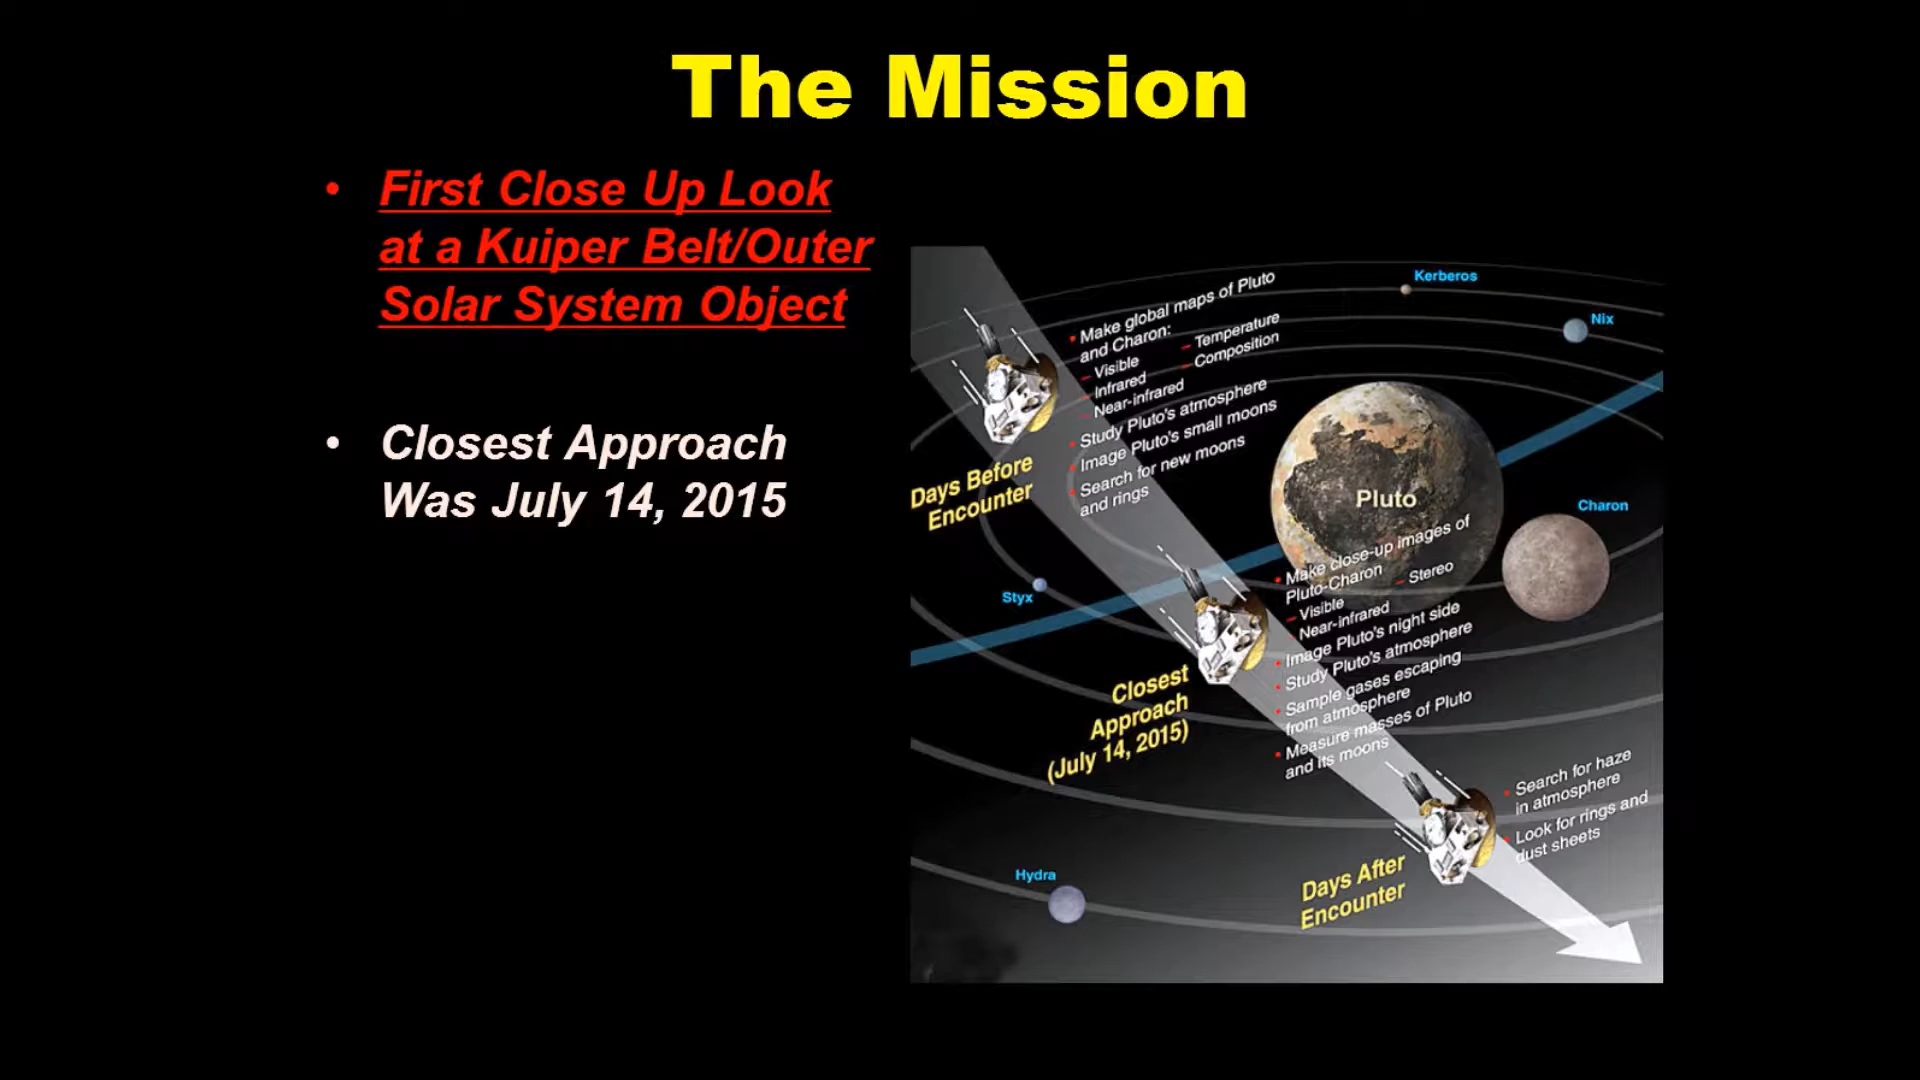 The Mission
• First Close Up Look
at a Kuiper Belt/Outer
Solar System Object
• Closest Approach
Was July 14, 2015
Kerberos
Nix
• Make global maps of Pluto
and Charon:
– Visible
– Infrared
– Near-infrared
– Temperature
– Composition
• Study Pluto's atmosphere
• Image Pluto's small moons
• Search for new moons
and rings
Days Before
Encounter
Pluto
Charon
Styx
• Make close-up images of
Pluto-Charon
– Visible
– Near-infrared
– Stereo
• Image Pluto's night side
• Study Pluto's atmosphere
• Sample gases escaping
from atmosphere
• Measure masses of Pluto
and its moons
Closest
Approach
(July 14, 2015)
• Search for haze
in atmosphere
• Look for rings and
dust sheets
Days After
Encounter
Hydra